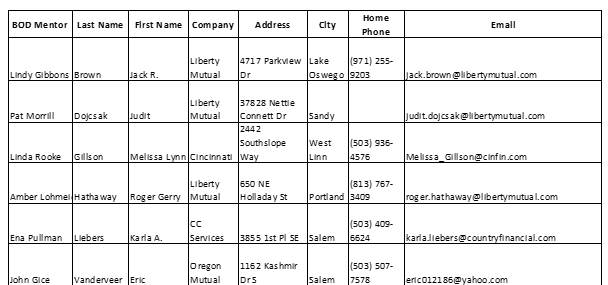 BOD Mentor Last Name First Name Company Address City Home Phone Email
Lindy Gibbons Brown Jack R. Liberty Mutual 4717 Parkview Dr Lake Oswego (971) 255-9203 jack.brown@libertymutual.com
Pat Morrill Dojcsak Judit Liberty Mutual 37828 Nettie Connett Dr Sandy judit.dojcsak@libertymutual.com
Linda Rooke Gillson Melissa Lynn Cincinnati 2442 Southslope Way West Linn (503) 936-4576 Melissa_Gillson@cinfin.com
Amber Lohmei Hathaway Roger Gerry Liberty Mutual 650 NE Holladay St Portland (813) 767-3409 roger.hathaway@libertymutual.com
Ena Pullman Liebers Karla A. CC Services 3855 1st Pl SE Salem (503) 409-6624 karla.liebers@countryfinancial.com
John Gice Vanderveer Eric Oregon Mutual 1162 Kashmir Dr S Salem (503) 507-7578 eric012186@yahoo.com